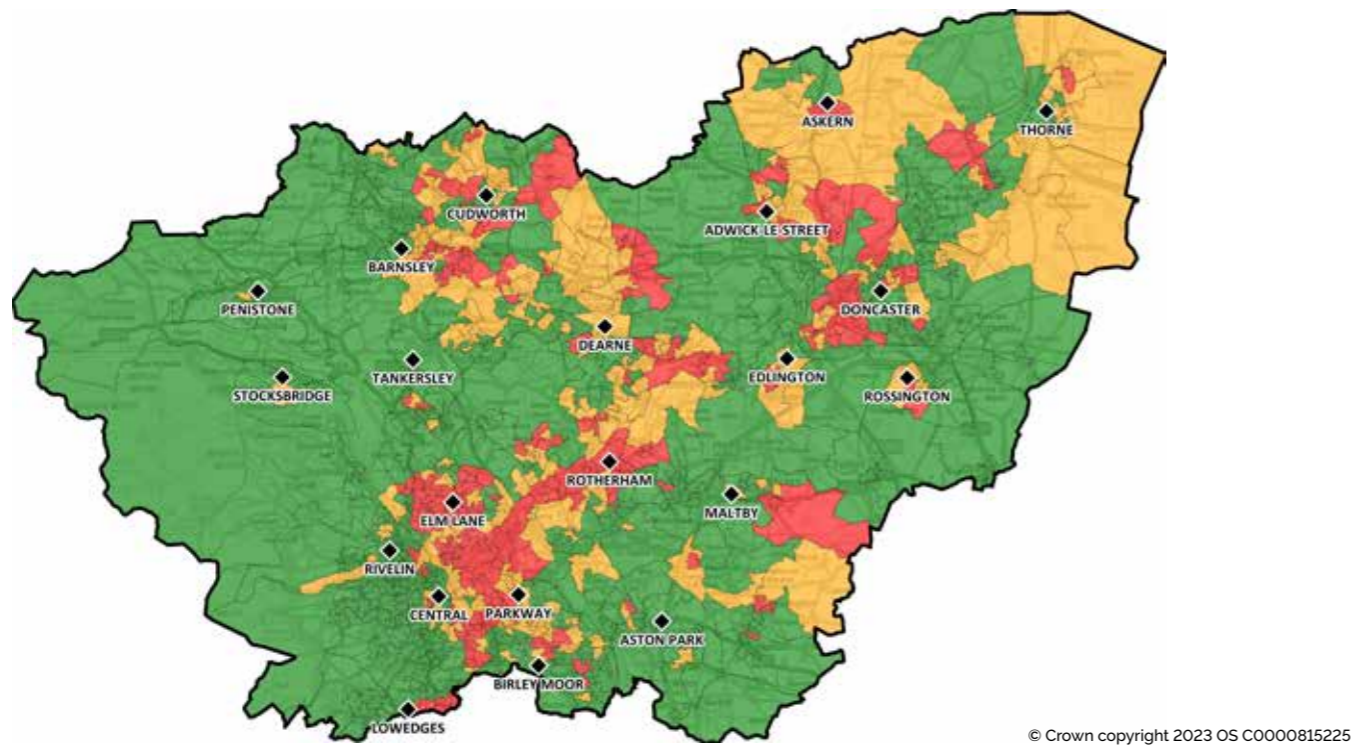 ASKERN
THORNE
CUDWORTH
ADWICK-LE-STREET
BARNSLEY
PENISTONE
DONCASTER
DEARNE
TANKERSLEY
EDLINGTON
STOCKSBRIDGE
ROSSINGTON
ROTHERHAM
MALTBY
ELM LANE
RIVELIN
CENTRAL
PARKWAY
ASTON PARK
BIRLEY MOOR
LOWEDGES
© Crown copyright 2023 OS C0000815225